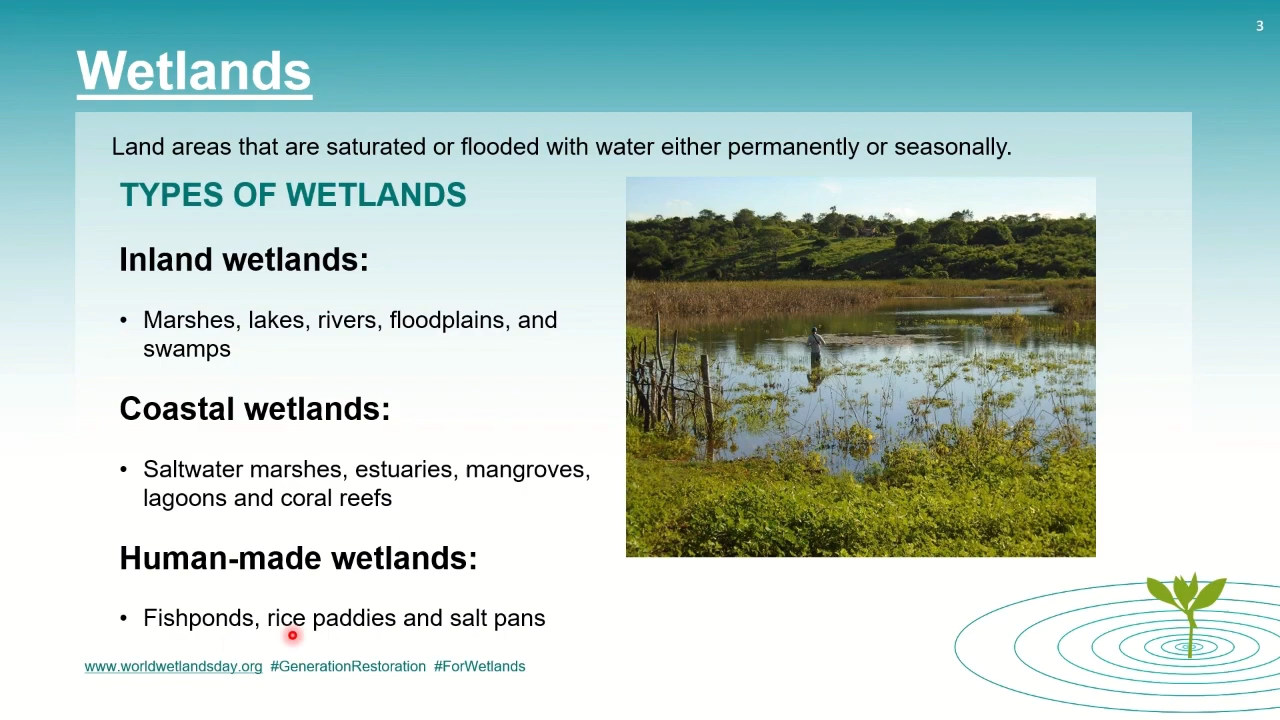 3
Wetlands
Land areas that are saturated or flooded with water either permanently or seasonally.
TYPES OF WETLANDS
Inland wetlands:
• Marshes, lakes, rivers, floodplains, and
swamps
Coastal wetlands:
• Saltwater marshes, estuaries, mangroves,
lagoons and coral reefs
Human-made wetlands:
• Fishponds, rice paddies and salt pans
www.worldwetlandsday.org #GenerationRestoration #ForWetlands